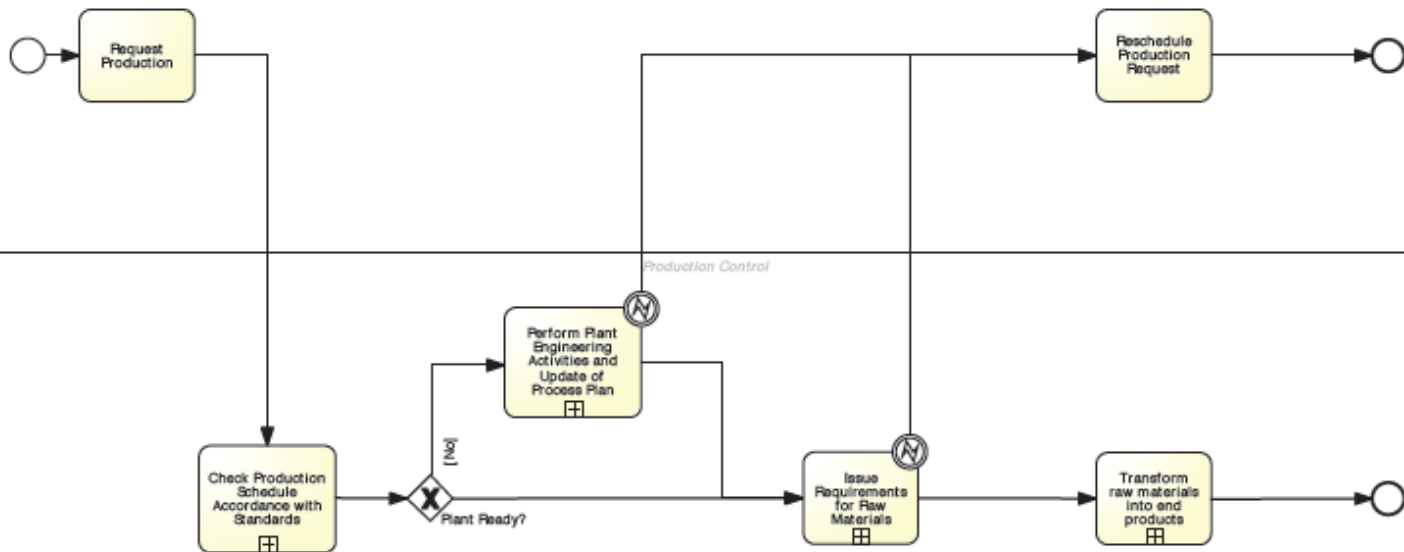 Request
Production
Reschedule
Production
Request
Production Control
Perform Plant
Engineering
Activities and
Update of
Process Plan
[No]
Check Production
Schedule
Accordance with
Standards
Plant Ready?
Issue
Requirements
for Raw
Materials
Transform
raw materials
into end
products